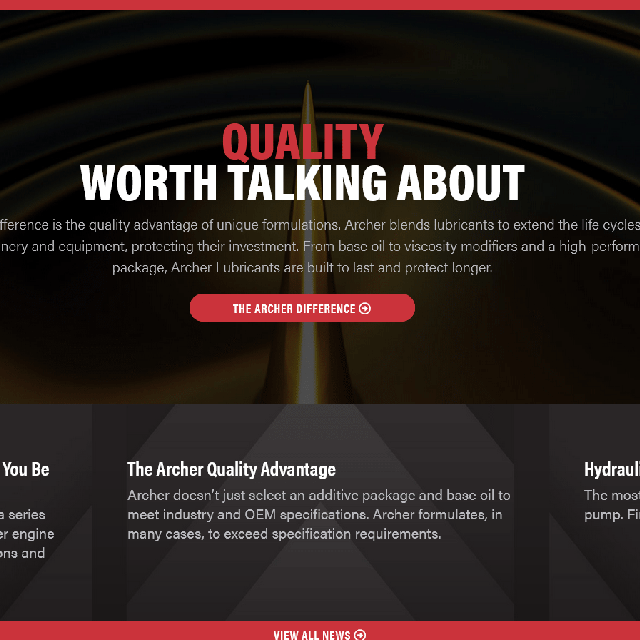 QUALITY
WORTH TALKING ABOUT
fference is the quality advantage of unique formulations. Archer blends lubricants to extend the life cycles
nery and equipment, protecting their investment. From base oil to viscosity modifiers and a high-perform
package, Archer Lubricants are built to last and protect longer.
THE ARCHER DIFFERENCE
You Be
s series
er engine
ons and
The Archer Quality Advantage
Archer doesn't just select an additive package and base oil to
meet industry and OEM specifications. Archer formulates, in
many cases, to exceed specification requirements.
Hydrauli
The most
pump. Fi
VIEW ALL NEWS